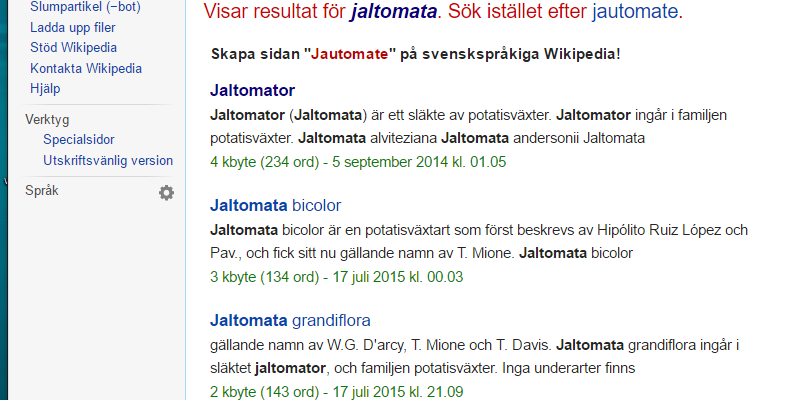 Slumpartikel (−bot)
Ladda upp filer
Stöd Wikipedia
Kontakta Wikipedia
Hjälp
Verktyg
Specialsidor
Utskriftsvänlig version
Språk
Visar resultat för jaltomata. Sök istället efter jautomate.
Skapa sidan "Jautomate" på svenskspråkiga Wikipedia!
Jaltomator
Jaltomator (Jaltomata) är ett släkte av potatisväxter. Jaltomator ingår i familjen
potatisväxter. Jaltomata alviteziana Jaltomata andersonii Jaltomata
4 kbyte (234 ord) - 5 september 2014 kl. 01.05
Jaltomata bicolor
Jaltomata bicolor är en potatisväxtart som först beskrevs av Hipólito Ruiz López och
Pav., och fick sitt nu gällande namn av T. Mione. Jaltomata bicolor
3 kbyte (134 ord) - 17 juli 2015 kl. 00.03
Jaltomata grandiflora
gällande namn av W.G. D'arcy, T. Mione och T. Davis. Jaltomata grandiflora ingår i
släktet jaltomator, och familjen potatisväxter. Inga underarter finns
2 kbyte (143 ord) - 17 juli 2015 kl. 21.09